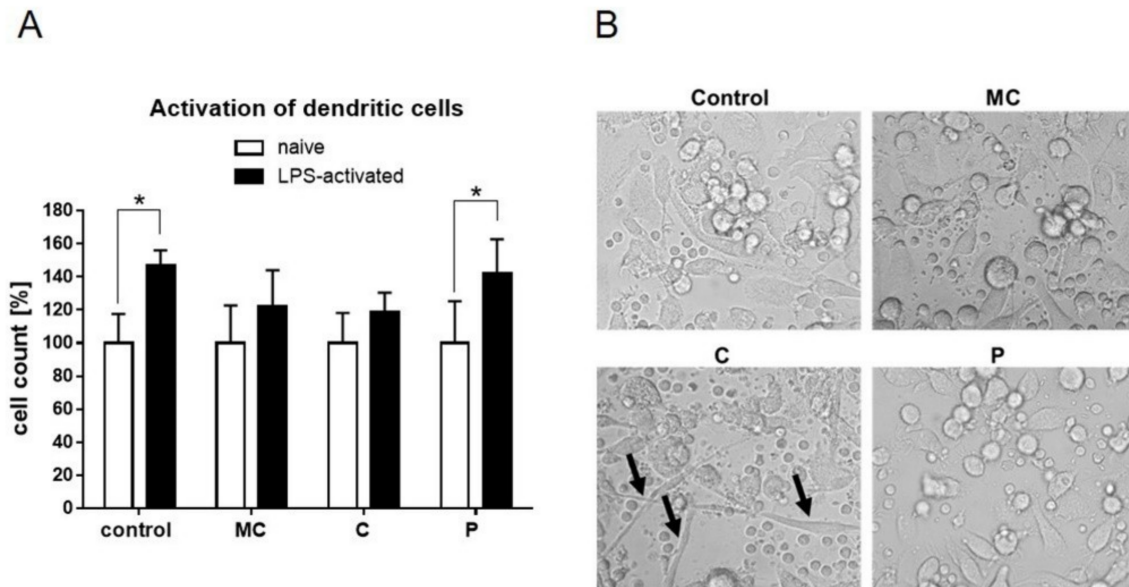 A
Activation of dendritic cells
naive
LPS-activated
*
*
cell count [%]
180
160
140
120
100
80
60
40
20
0
control
MC
C
P
B
Control
MC
C
P